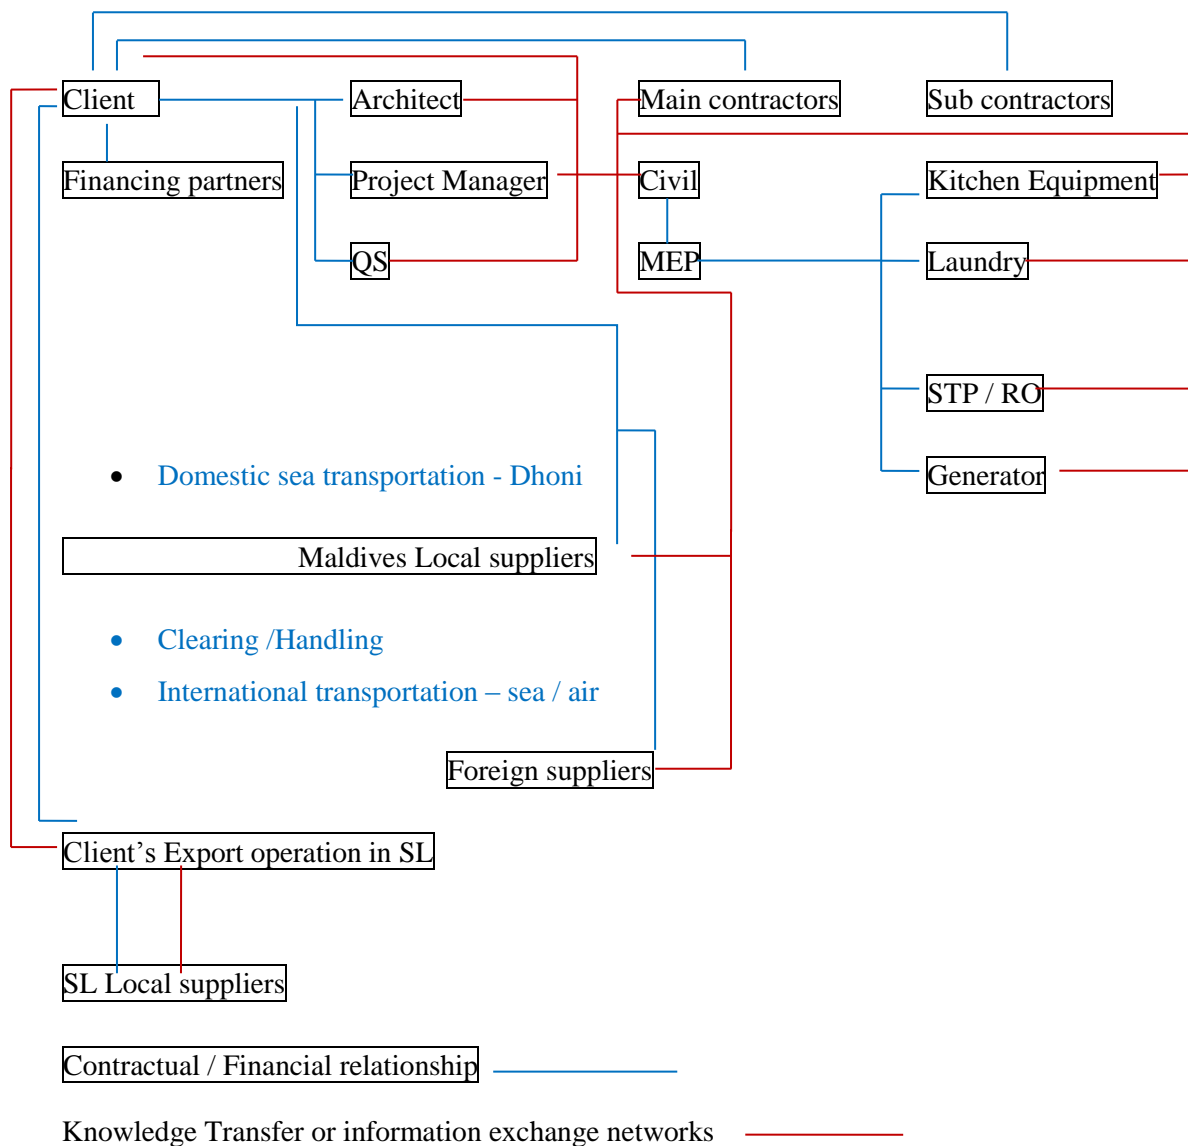 Client Architect Main contractors Sub contractors
Financing partners Project Manager Civil Kitchen Equipment
QS MEP Laundry
STP / RO
• Domestic sea transportation - Dhoni Generator
Maldives Local suppliers
• Clearing /Handling
• International transportation – sea / air
Foreign suppliers
Client’s Export operation in SL
SL Local suppliers
Contractual / Financial relationship
Knowledge Transfer or information exchange networks